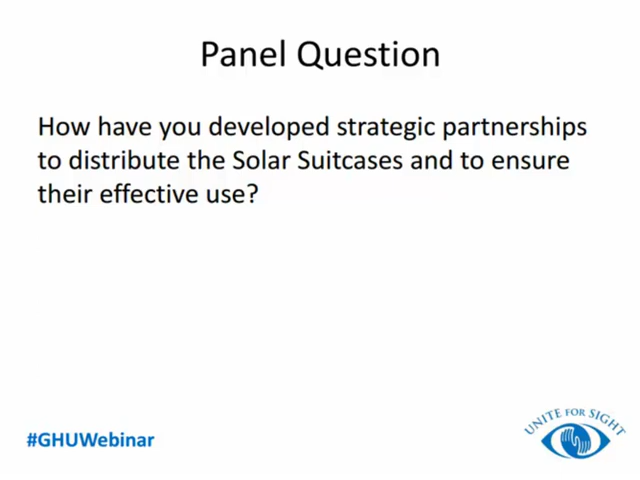 Panel Question
How have you developed strategic partnerships
to distribute the Solar Suitcases and to ensure
their effective use?
UNITE FOR SIGHT
#GHUWebinar